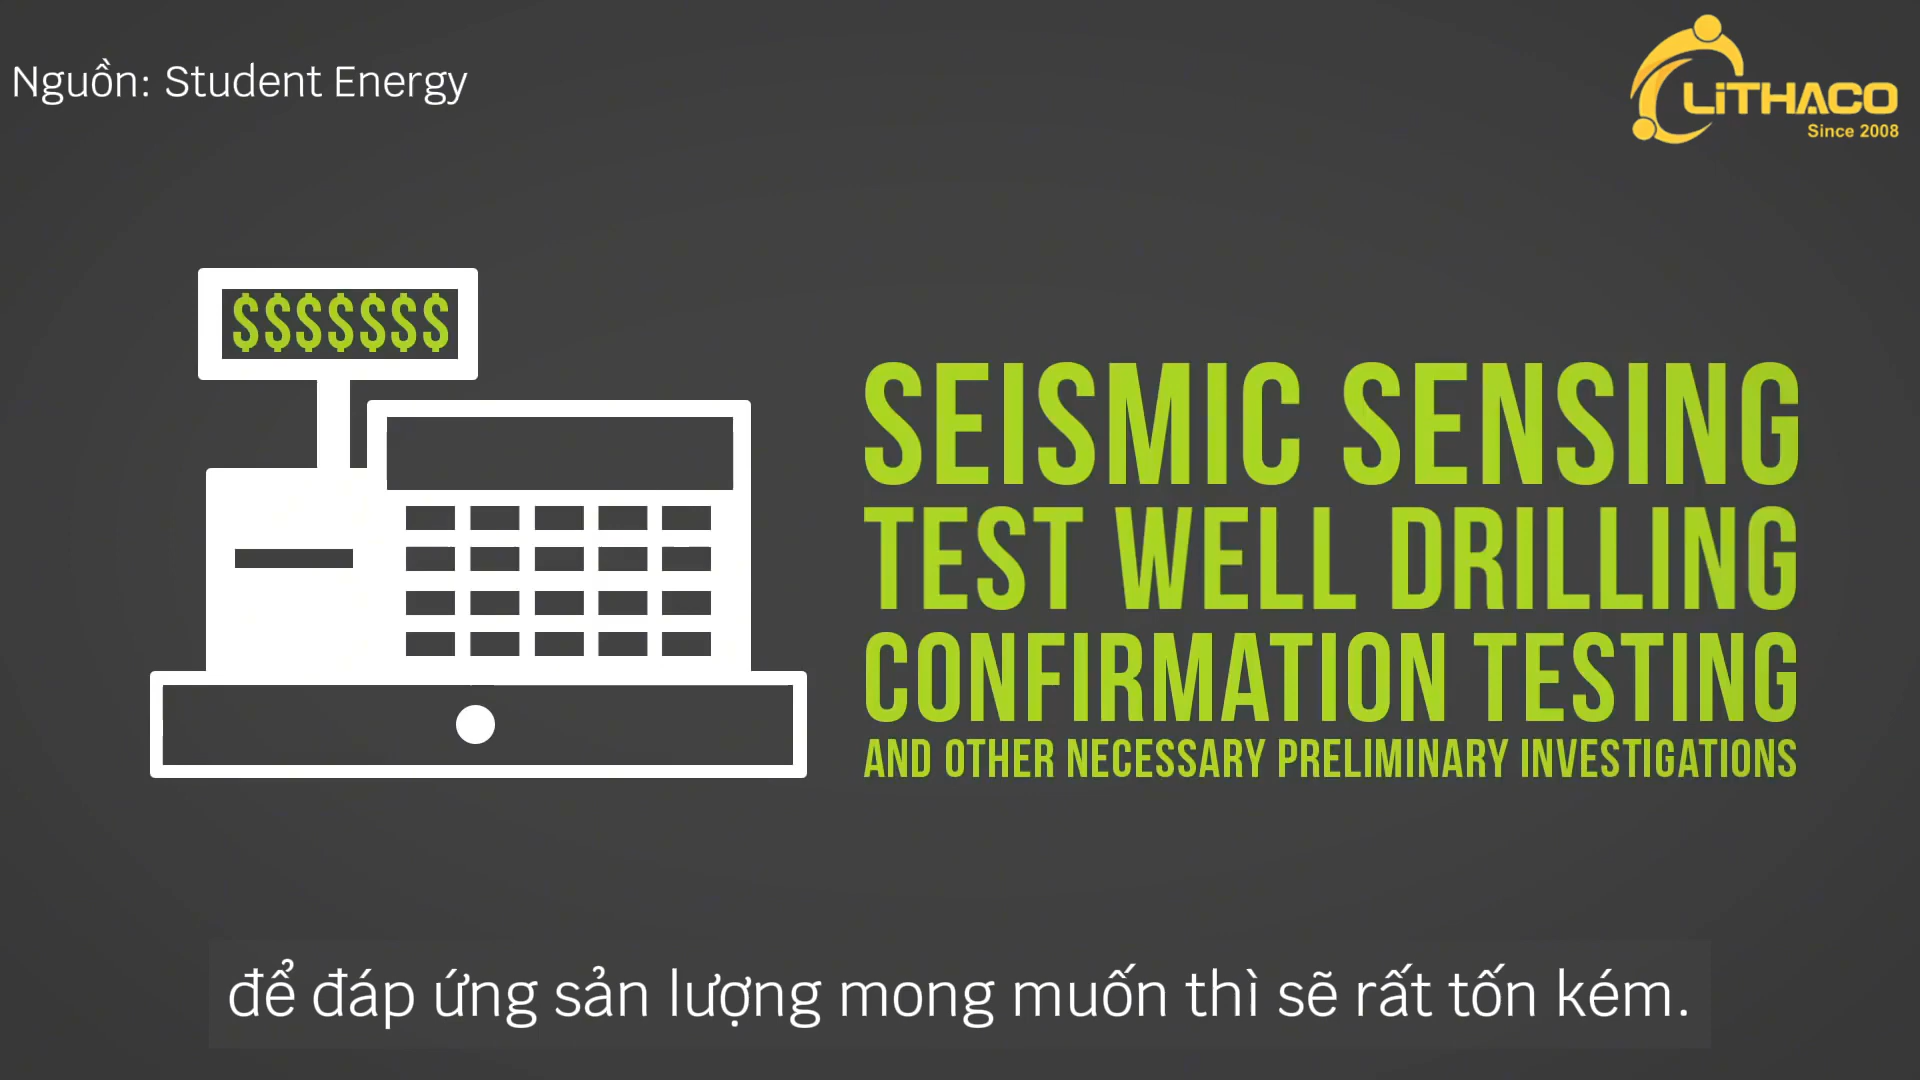 Nguồn: Student Energy
LiTHACO
Since 2008
$$$$$$$
SEISMIC SENSING
TEST WELL DRILLING
CONFIRMATION TESTING
AND OTHER NECESSARY PRELIMINARY INVESTIGATIONS
để đáp ứng sản lượng mong muốn thì sẽ rất tốn kém.